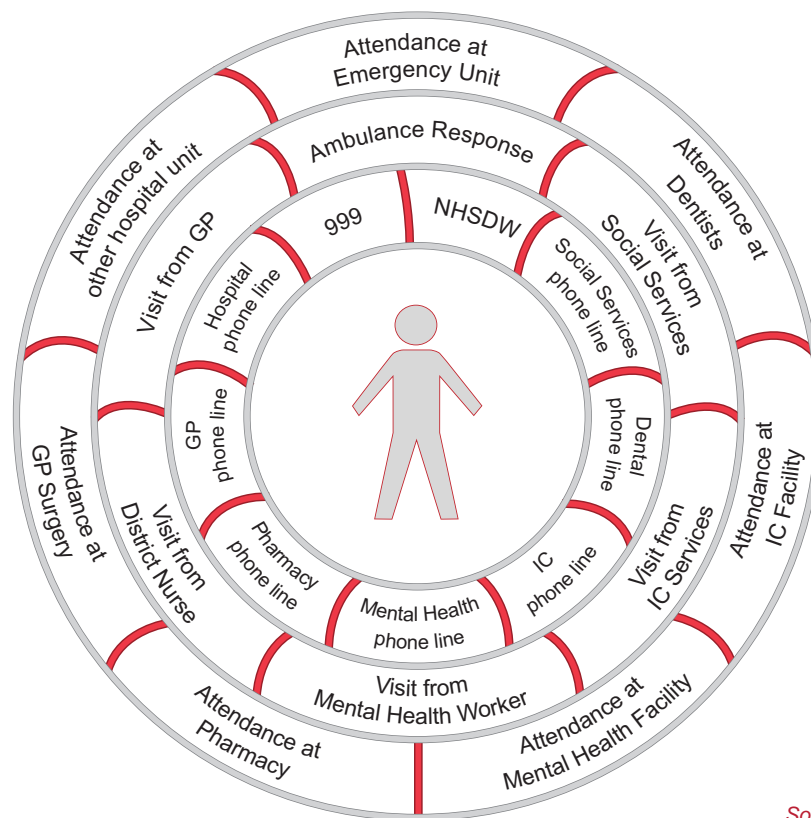 Attendance at
Emergency Unit
Attendance at
Dentists
Attendance at
IC Facility
Attendance at
Mental Health Facility
Attendance at
Pharmacy
Attendance at
GP Surgery
Attendance at
other hospital unit
Ambulance Response
Visit from
Social Services
Visit from
IC Services
Visit from
Mental Health Worker
Visit from
District Nurse
Visit from GP
999
NHSDW
Social Services
phone line
Dental
phone line
IC
phone line
Mental Health
phone line
Pharmacy
phone line
GP
phone line
Hospital
phone line
So